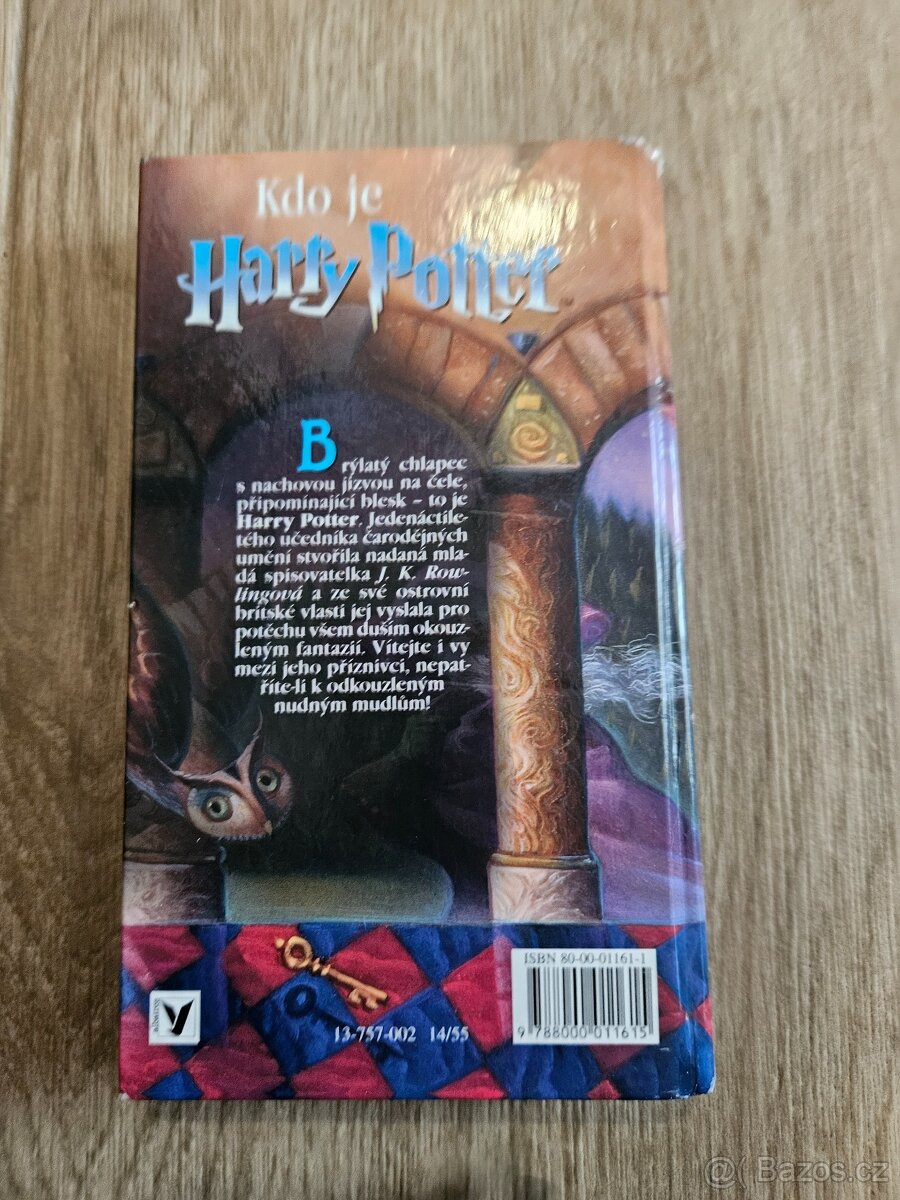 Kdo je
Harry Potter™
Brýlatý chlapec
s nachovou jizvou na čele,
připomínající blesk – to je
Harry Potter. Jedenáctile-
tého učedníka čarodějných
umění stvořila nadaná mla-
dá spisovatelka J. K. Row-
lingová a ze své ostrovní
britské vlasti jej vyslala pro
potěchu všem duším okouz-
leným fantazií. Vítejte i vy
mezi jeho příznivci, nepat-
říte-li k odkouzleným
nudným mudlům!
ISBN 80-00-01161-1
9 788000 011615
albatros
13-757-002 14/55
@ Bazos.cz